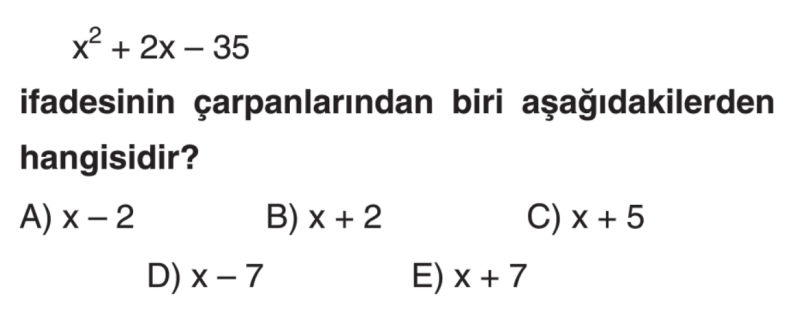 x² + 2x – 35
ifadesinin çarpanlarından biri aşağıdakilerden
hangisidir?
A) x – 2 B) x + 2 C) x + 5
D) x – 7 E) x + 7